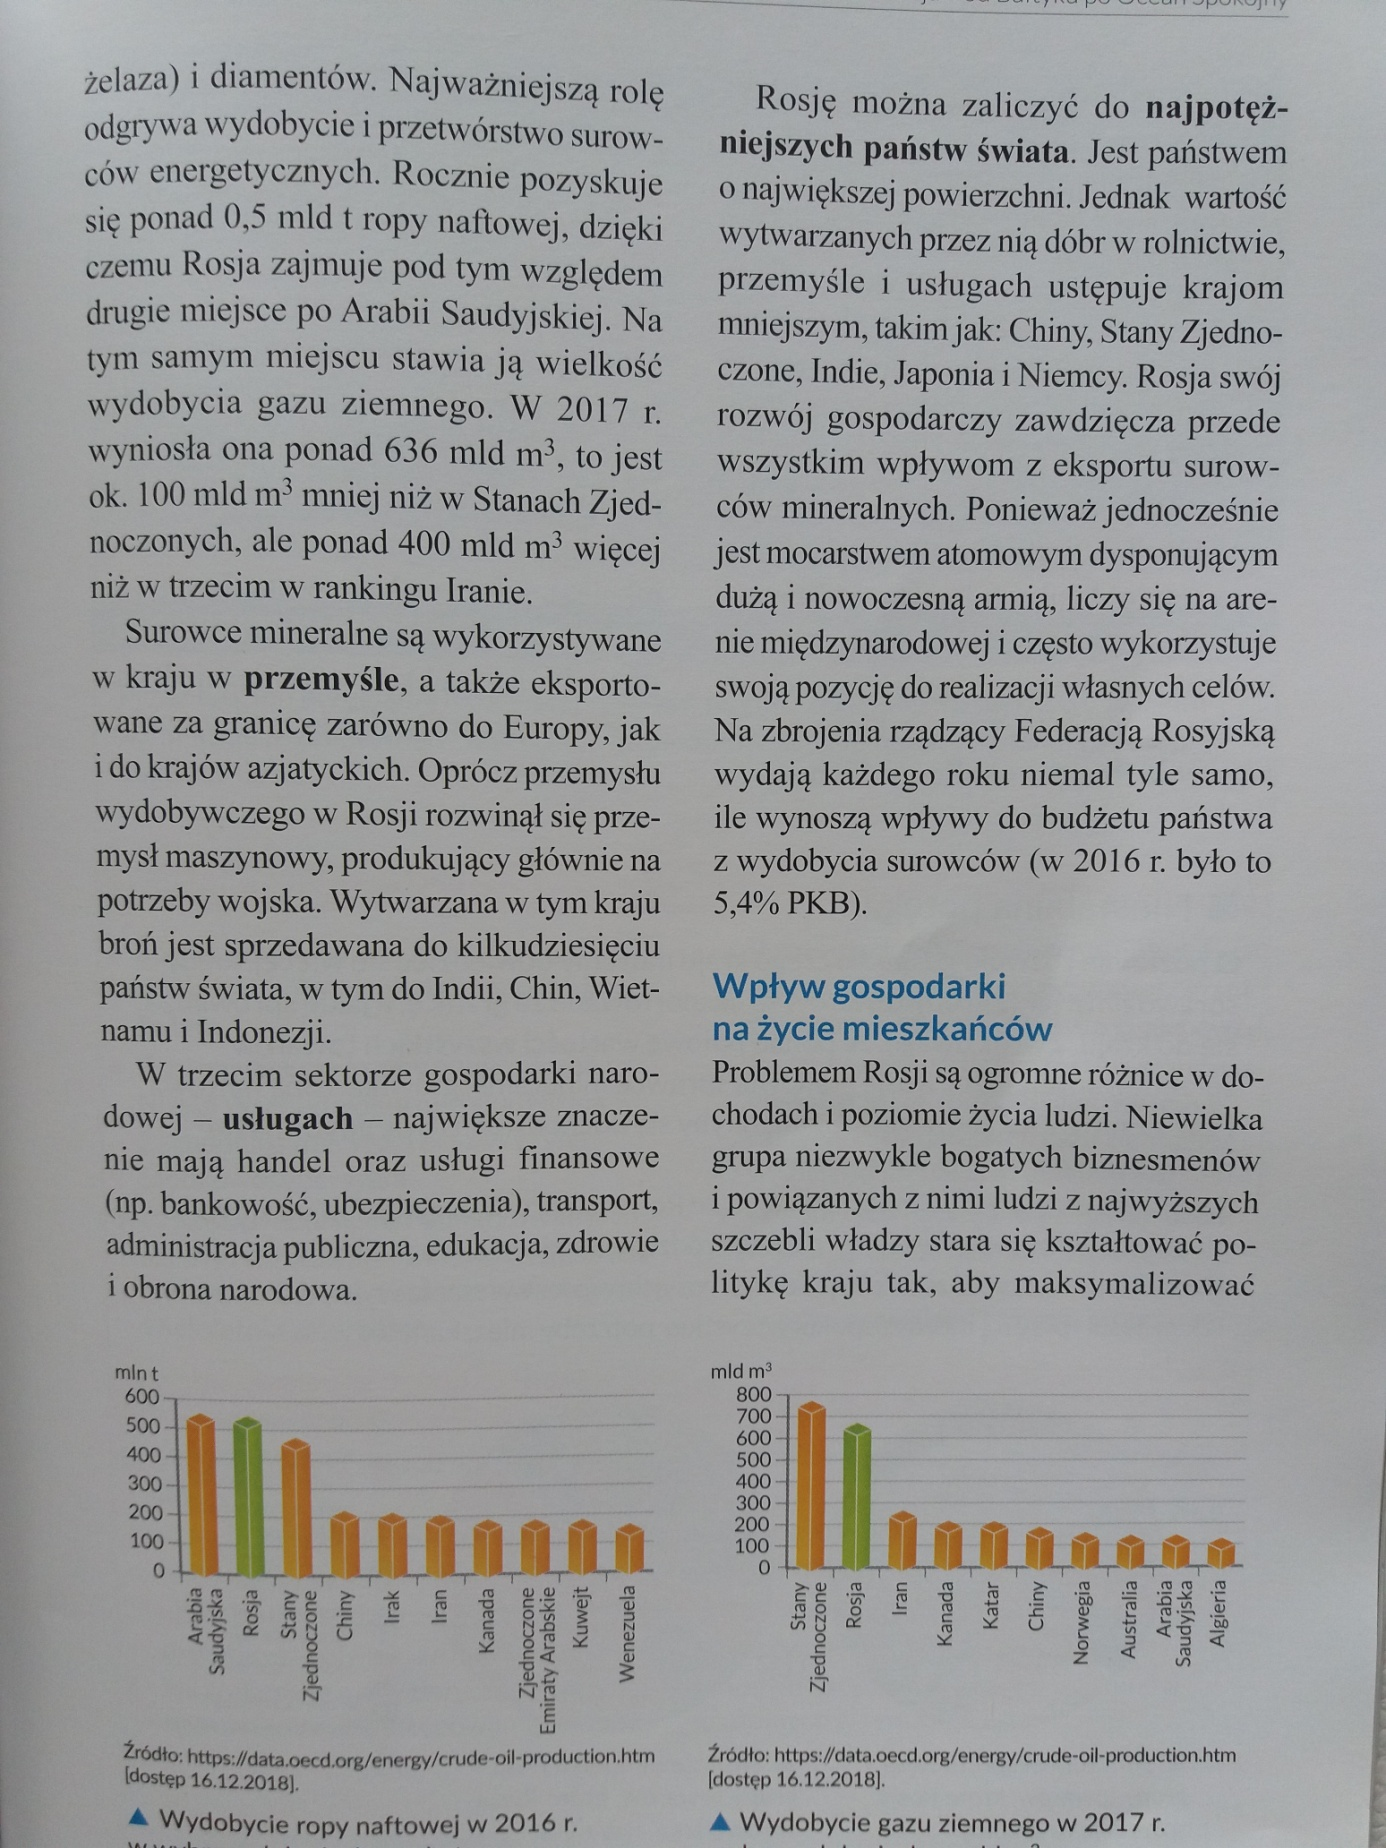 żelaza) i diamentów. Najważniejszą rolę
odgrywa wydobycie i przetwórstwo surow-
ców energetycznych. Rocznie pozyskuje
się ponad 0,5 mld t ropy naftowej, dzięki
czemu Rosja zajmuje pod tym względem
drugie miejsce po Arabii Saudyjskiej. Na
tym samym miejscu stawia ją wielkość
wydobycia gazu ziemnego. W 2017 r.
wyniosła ona ponad 636 mld m³, to jest
ok. 100 mld m³ mniej niż w Stanach Zjed-
noczonych, ale ponad 400 mld m³ więcej
niż w trzecim w rankingu Iranie.
Surowce mineralne są wykorzystywane
w kraju w przemyśle, a także eksporto-
wane za granicę zarówno do Europy, jak
i do krajów azjatyckich. Oprócz przemysłu
wydobywczego w Rosji rozwinął się prze-
mysł maszynowy, produkujący głównie na
potrzeby wojska. Wytwarzana w tym kraju
broń jest sprzedawana do kilkudziesięciu
państw świata, w tym do Indii, Chin, Wiet-
namu i Indonezji.
W trzecim sektorze gospodarki naro-
dowej – usługach – największe znacze-
nie mają handel oraz usługi finansowe
(np. bankowość, ubezpieczenia), transport,
administracja publiczna, edukacja, zdrowie
i obrona narodowa.
Rosję można zaliczyć do najpotęż-
niejszych państw świata. Jest państwem
o największej powierzchni. Jednak wartość
wytwarzanych przez nią dóbr w rolnictwie,
przemyśle i usługach ustępuje krajom
mniejszym, takim jak: Chiny, Stany Zjedno-
czone, Indie, Japonia i Niemcy. Rosja swój
rozwój gospodarczy zawdzięcza przede
wszystkim wpływom z eksportu surow-
ców mineralnych. Ponieważ jednocześnie
jest mocarstwem atomowym dysponującym
dużą i nowoczesną armią, liczy się na are-
nie międzynarodowej i często wykorzystuje
swoją pozycję do realizacji własnych celów.
Na zbrojenia rządzący Federacją Rosyjską
wydają każdego roku niemal tyle samo,
ile wynoszą wpływy do budżetu państwa
z wydobycia surowców (w 2016 r. było to
5,4% PKB).
Wpływ gospodarki
na życie mieszkańców
Problemem Rosji są ogromne różnice w do-
chodach i poziomie życia ludzi. Niewielka
grupa niezwykle bogatych biznesmenów
i powiązanych z nimi ludzi z najwyższych
szczebli władzy stara się kształtować po-
litykę kraju tak, aby maksymalizować
mln t
600
500
400
300
200
100
0
Arabia
Saudyjska
Rosja
Stany
Zjednoczone
Chiny
Irak
Iran
Kanada
Zjednoczone
Emiraty Arabskie
Kuwejt
Wenezuela
Źródło: https://data.oecd.org/energy/crude-oil-production.htm
[dostęp 16.12.2018].
▲ Wydobycie ropy naftowej w 2016 r.
mld m³
800
700
600
500
400
300
200
100
0
Stany
Zjednoczone
Rosja
Iran
Kanada
Katar
Chiny
Norwegia
Australia
Arabia
Saudyjska
Algieria
Źródło: https://data.oecd.org/energy/crude-oil-production.htm
[dostęp 16.12.2018].
▲ Wydobycie gazu ziemnego w 2017 r.